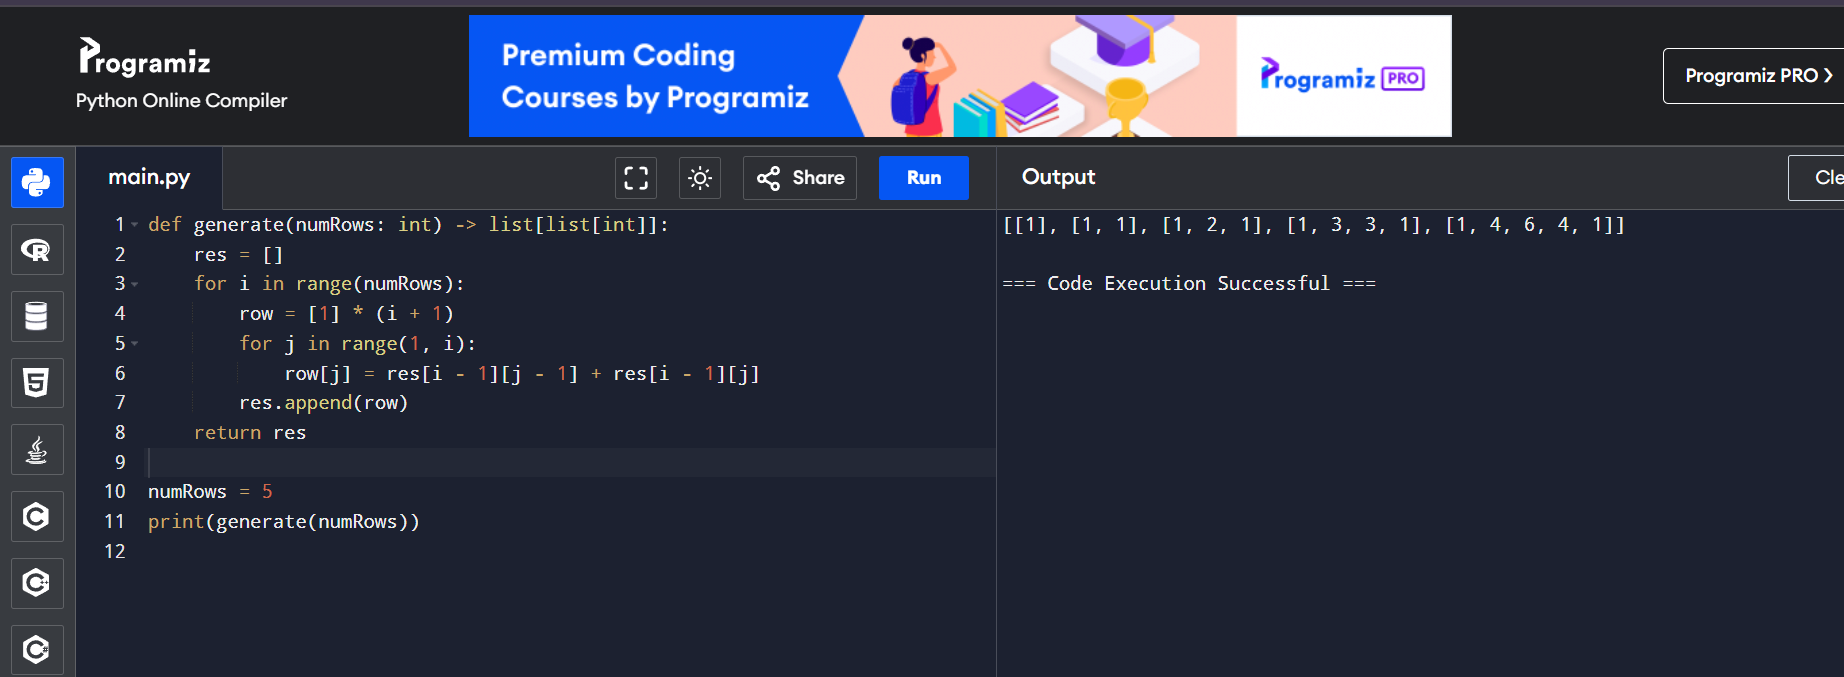 Programiz
Python Online Compiler
Premium Coding
Courses by Programiz
Programiz PRO
Programiz PRO ❯
main.py
Share
Run
Output
Cle
1 def generate(numRows: int) -> list[list[int]]:
2     res = []
3     for i in range(numRows):
4         row = [1] * (i + 1)
5         for j in range(1, i):
6             row[j] = res[i - 1][j - 1] + res[i - 1][j]
7         res.append(row)
8     return res
9
10 numRows = 5
11 print(generate(numRows))
12
[[1], [1, 1], [1, 2, 1], [1, 3, 3, 1], [1, 4, 6, 4, 1]]
=== Code Execution Successful ===